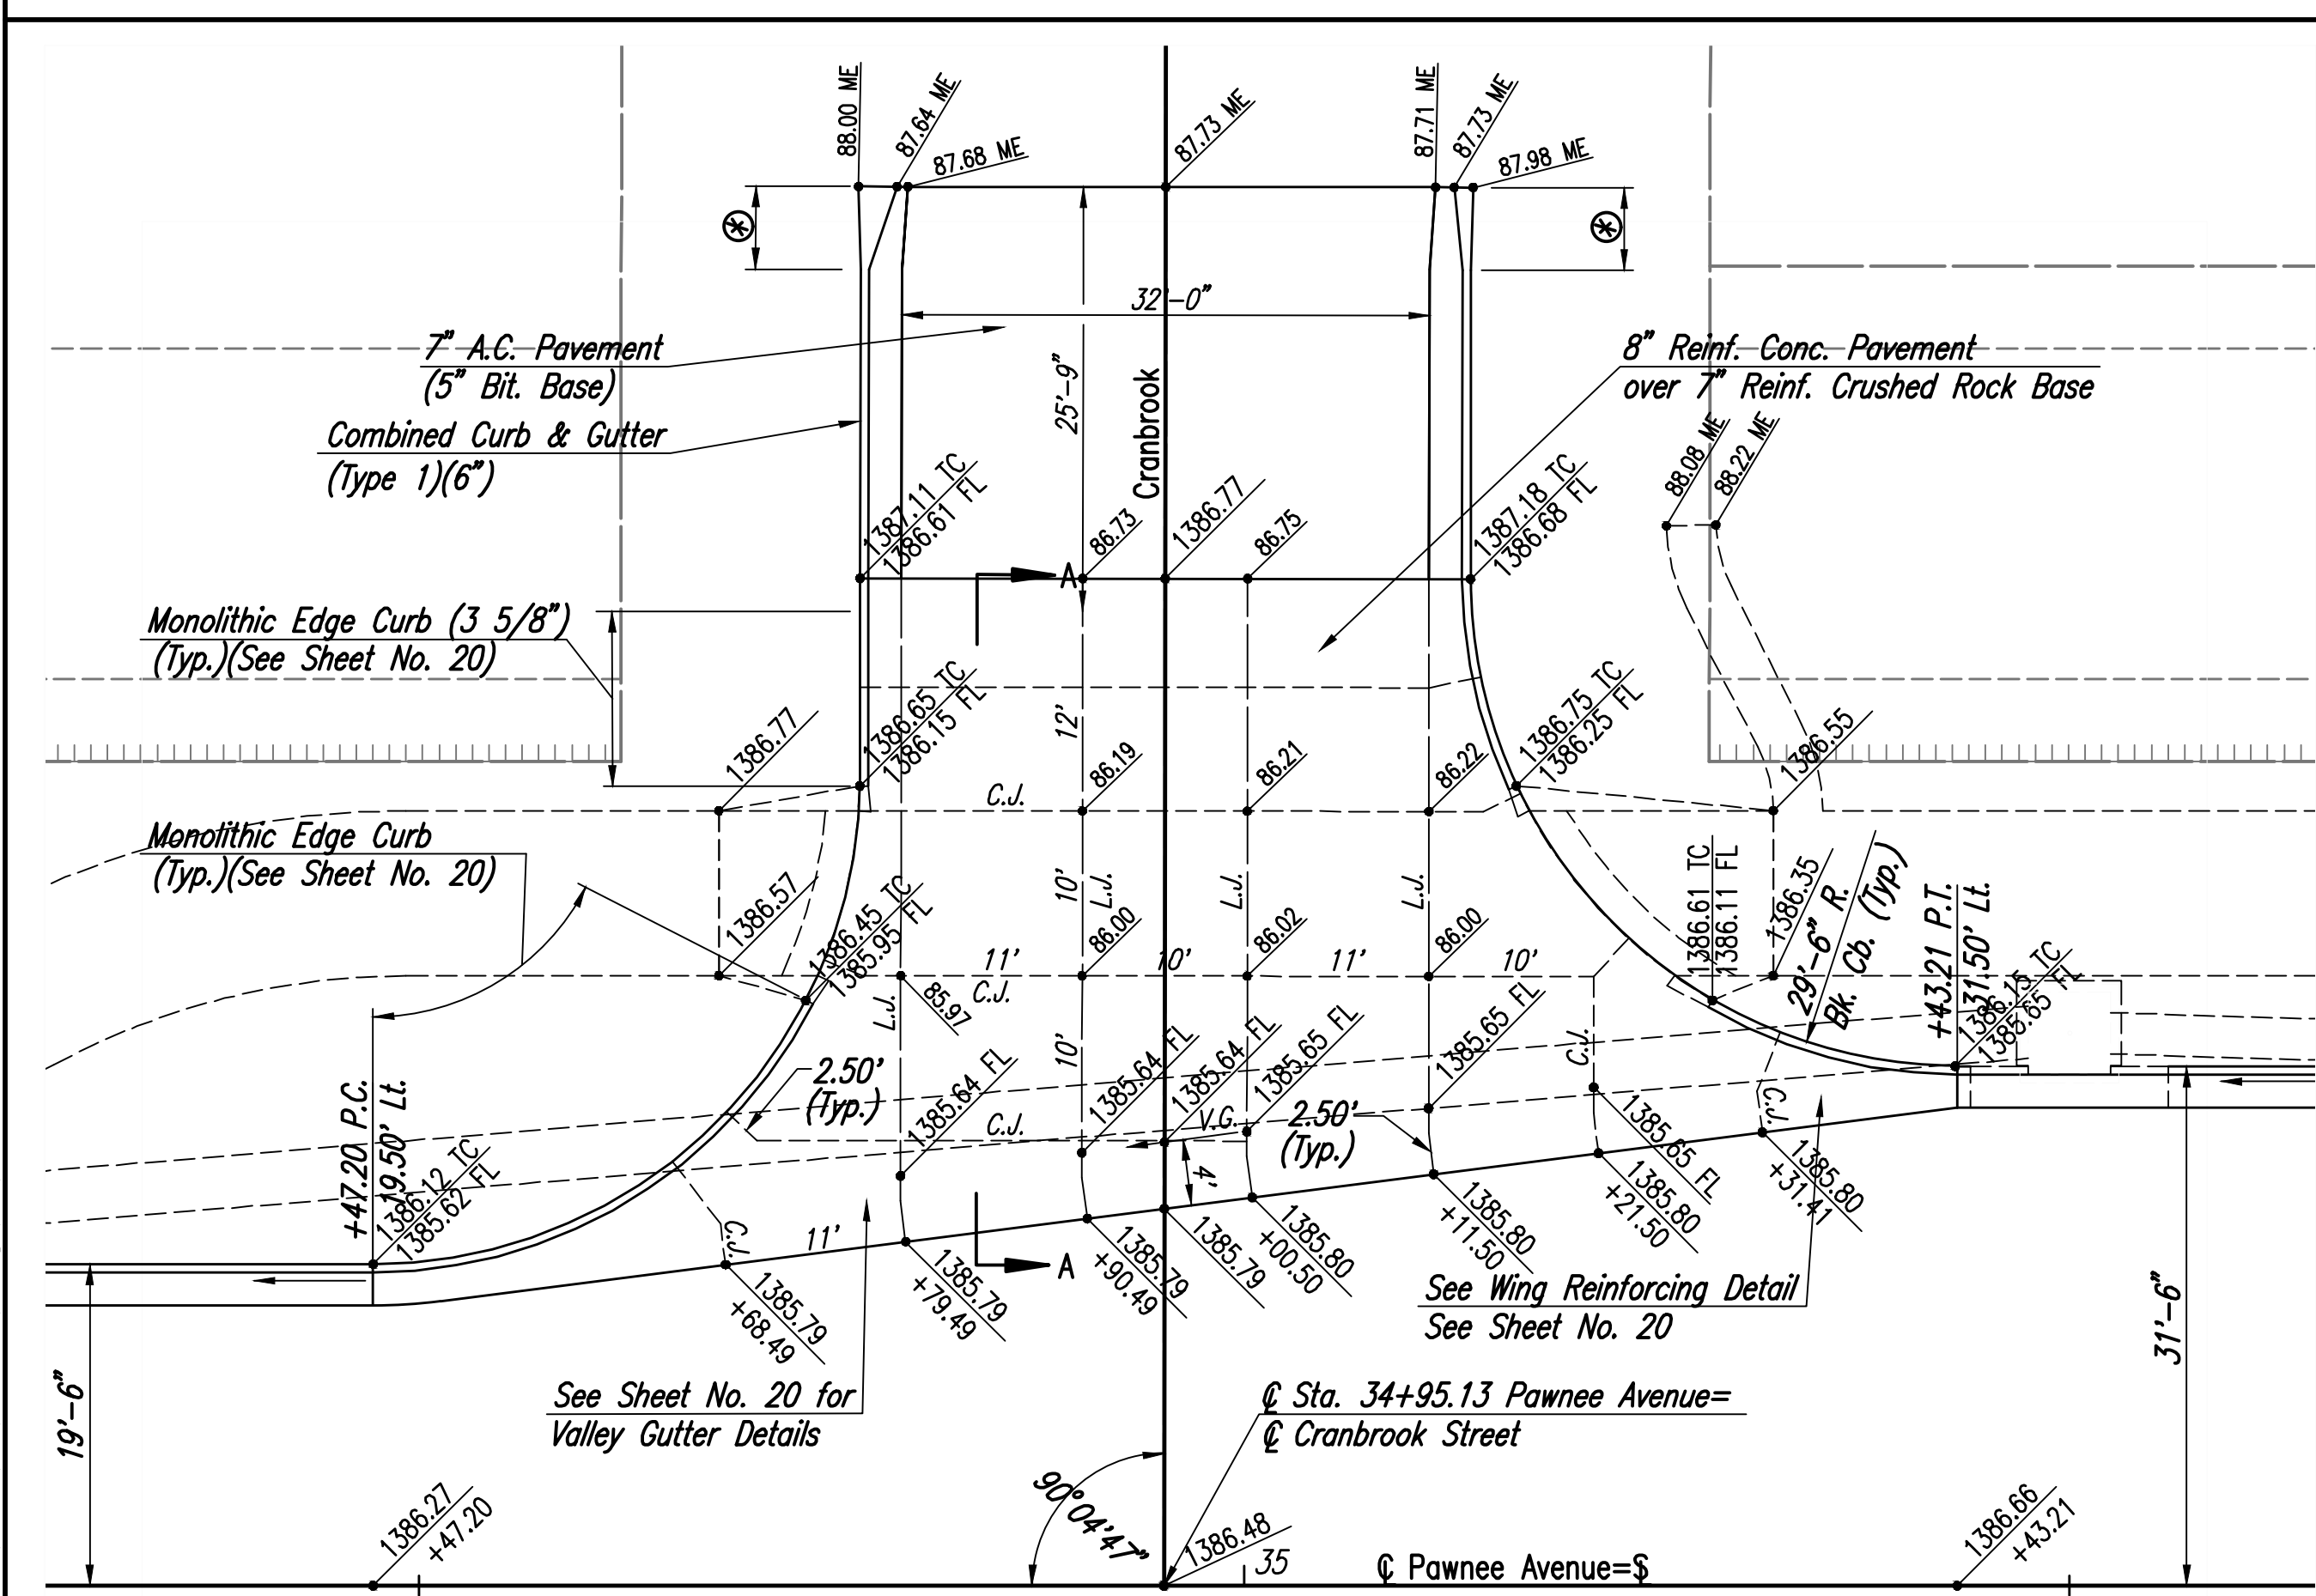 88.00 ME
87.64 ME
87.68 ME
87.73 ME
87.71 ME
87.73 ME
87.98 ME
32'-0"
7" A.C. Pavement
(5" Bit. Base)
Combined Curb & Gutter
(Type 1)(6")
25'-9"
Cranbrook
8" Reinf. Conc. Pavement
over 7" Reinf. Crushed Rock Base
88.08 ME
88.22 ME
1387.11 TC
1386.61 FL
86.73
1386.77
86.75
1387.18 TC
1386.68 FL
A
Monolithic Edge Curb (3 5/8")
(Typ.)(See Sheet No. 20)
1386.77
1386.65 TC
1386.15 FL
12'
86.19
86.21
86.22
1386.75 TC
1386.25 FL
1386.55
C.J.
Monolithic Edge Curb
(Typ.)(See Sheet No. 20)
1386.57
1386.45 TC
1385.95 FL
10'
L.J.
L.J.
L.J.
86.00
86.02
86.00
1386.61 TC
1386.11 FL
1386.35
29'-6" R.
Bk. Cb. (Typ.)
+43.21 P.T.
31.50' Lt.
1386.15 TC
1385.65 FL
11'
10'
11'
10'
C.J.
L.J.
85.97
10'
C.J.
2.50'
(Typ.)
1385.64 FL
1385.64 FL
1385.64 FL
1385.65 FL
1385.65 FL
C.J.
V.G.
2.50'
(Typ.)
4'
1385.65 FL
C.J.
+47.20 P.C.
19.50' Lt.
1386.12 TC
1385.62 FL
C.J.
11'
1385.79
+68.49
1385.79
+79.49
A
1385.79
+90.49
1385.79
1385.80
+00.50
1385.80
+11.50
1385.80
+21.50
1385.80
+31.41
See Wing Reinforcing Detail
See Sheet No. 20
19'-6"
31'-6"
See Sheet No. 20 for
Valley Gutter Details
℄ Sta. 34+95.13 Pawnee Avenue=
℄ Cranbrook Street
1386.27
+47.20
90°04'47"
1386.48
35
℄ Pawnee Avenue=
1386.66
+43.21